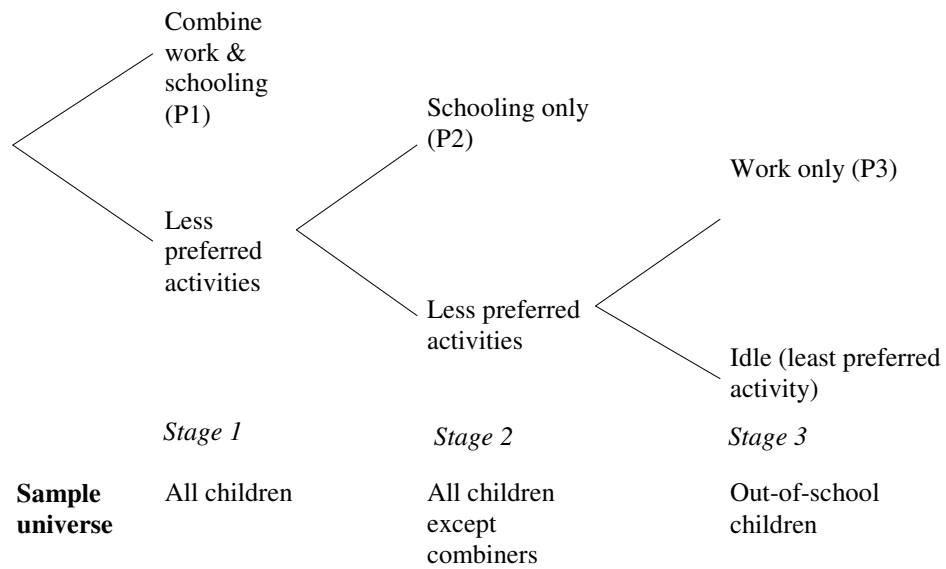 Combine
work &
schooling
(P1)
Less
preferred
activities
Schooling only
(P2)
Less preferred
activities
Work only (P3)
Idle (least preferred
activity)
Stage 1
Stage 2
Stage 3
Sample
universe
All children
All children
except
combiners
Out-of-school
children